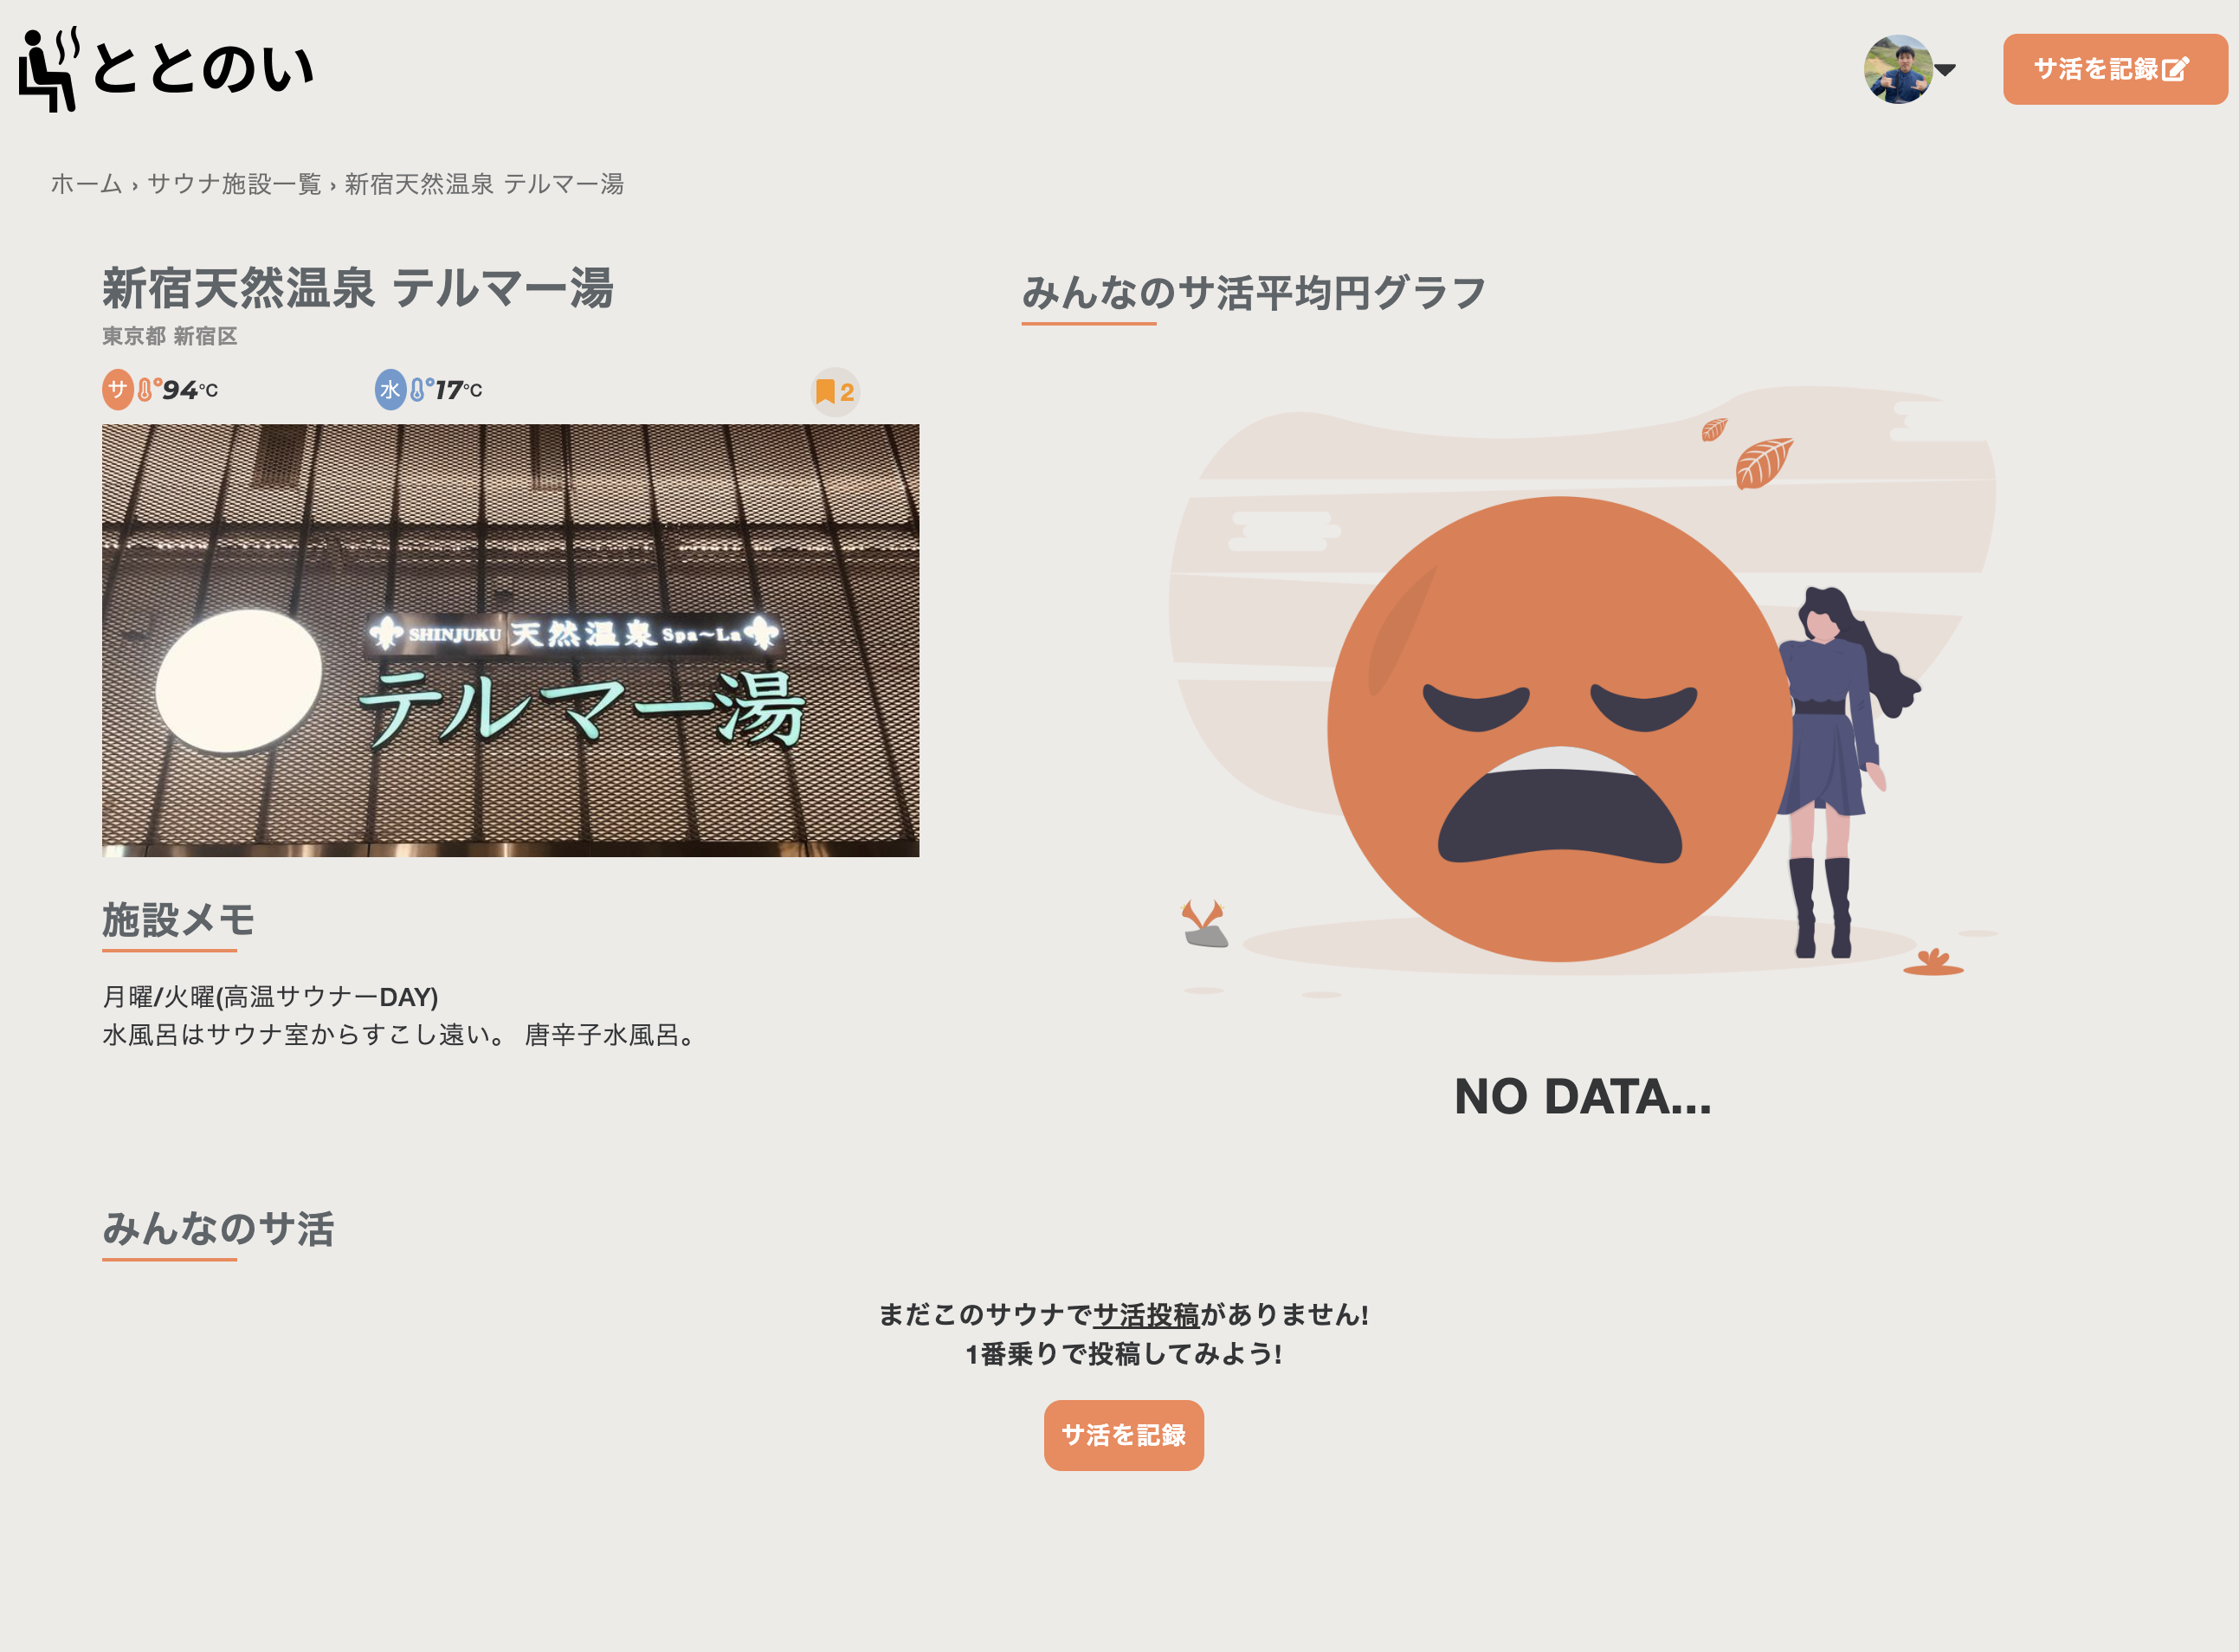 ととのい
サ活を記録
ホーム › サウナ施設一覧 › 新宿天然温泉 テルマー湯
新宿天然温泉 テルマー湯
東京都 新宿区
サ 94℃ 水 17℃ 2
SHINJUKU 天然温泉 Spa～La
テルマー湯
施設メモ
月曜/火曜(高温サウナーDAY)
水風呂はサウナ室からすこし遠い。 唐辛子水風呂。
みんなのサ活平均円グラフ
NO DATA...
みんなのサ活
まだこのサウナでサ活投稿がありません!
1番乗りで投稿してみよう!
サ活を記録